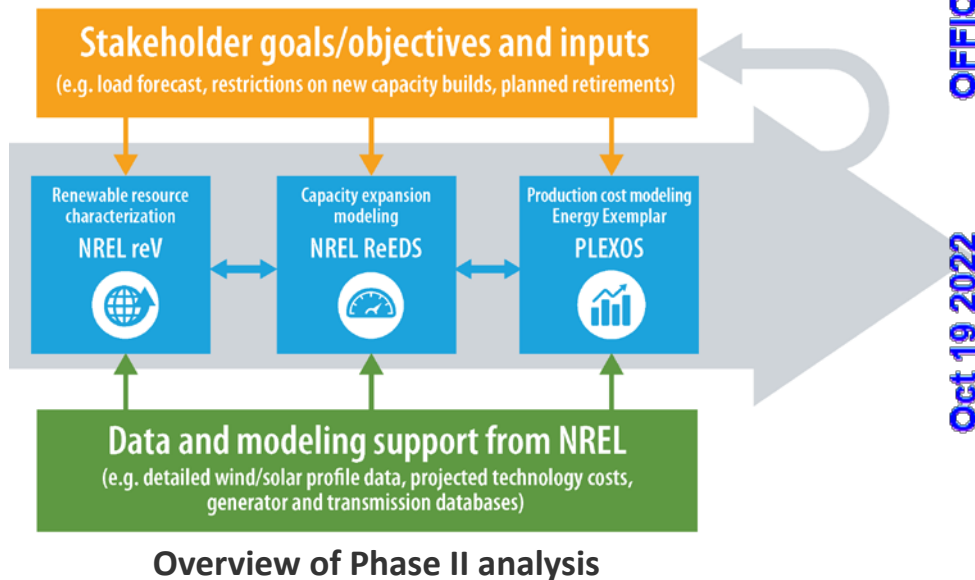 Stakeholder goals/objectives and inputs
(e.g. load forecast, restrictions on new capacity builds, planned retirements)
Renewable resource
characterization
NREL reV
Capacity expansion
modeling
NREL ReEDS
Production cost modeling
Energy Exemplar
PLEXOS
Data and modeling support from NREL
(e.g. detailed wind/solar profile data, projected technology costs,
generator and transmission databases)
Overview of Phase II analysis
Oct 19 2022